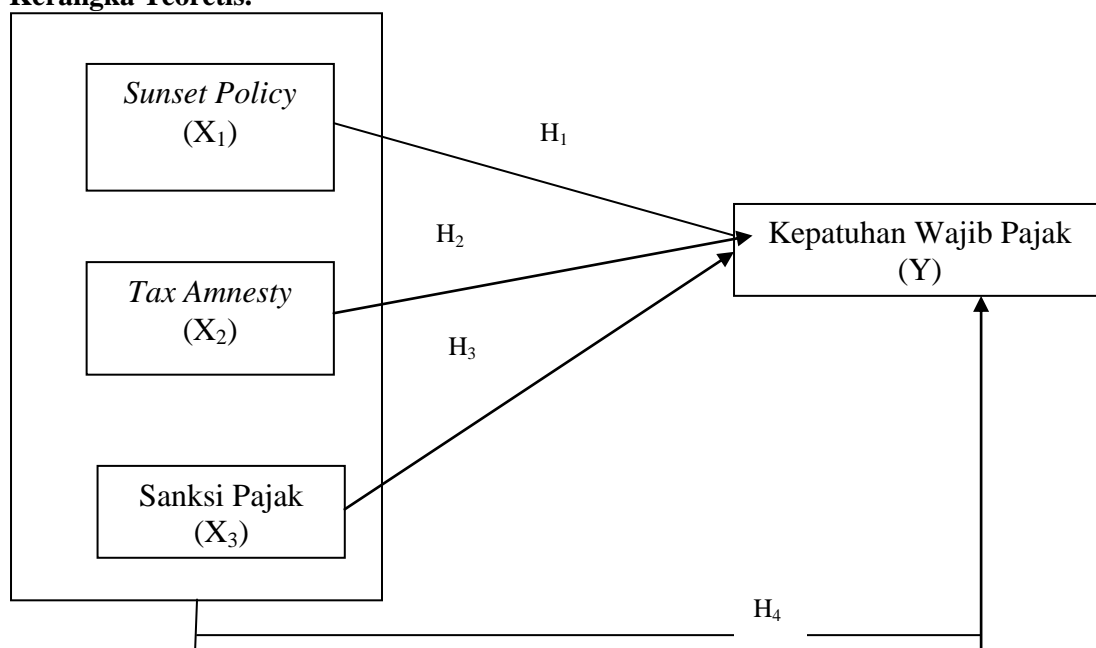 Kerangka Teoretis:
Sunset Policy
(X₁)
H₁
H₂
Kepatuhan Wajib Pajak
(Y)
Tax Amnesty
(X₂)
H₃
Sanksi Pajak
(X₃)
H₄